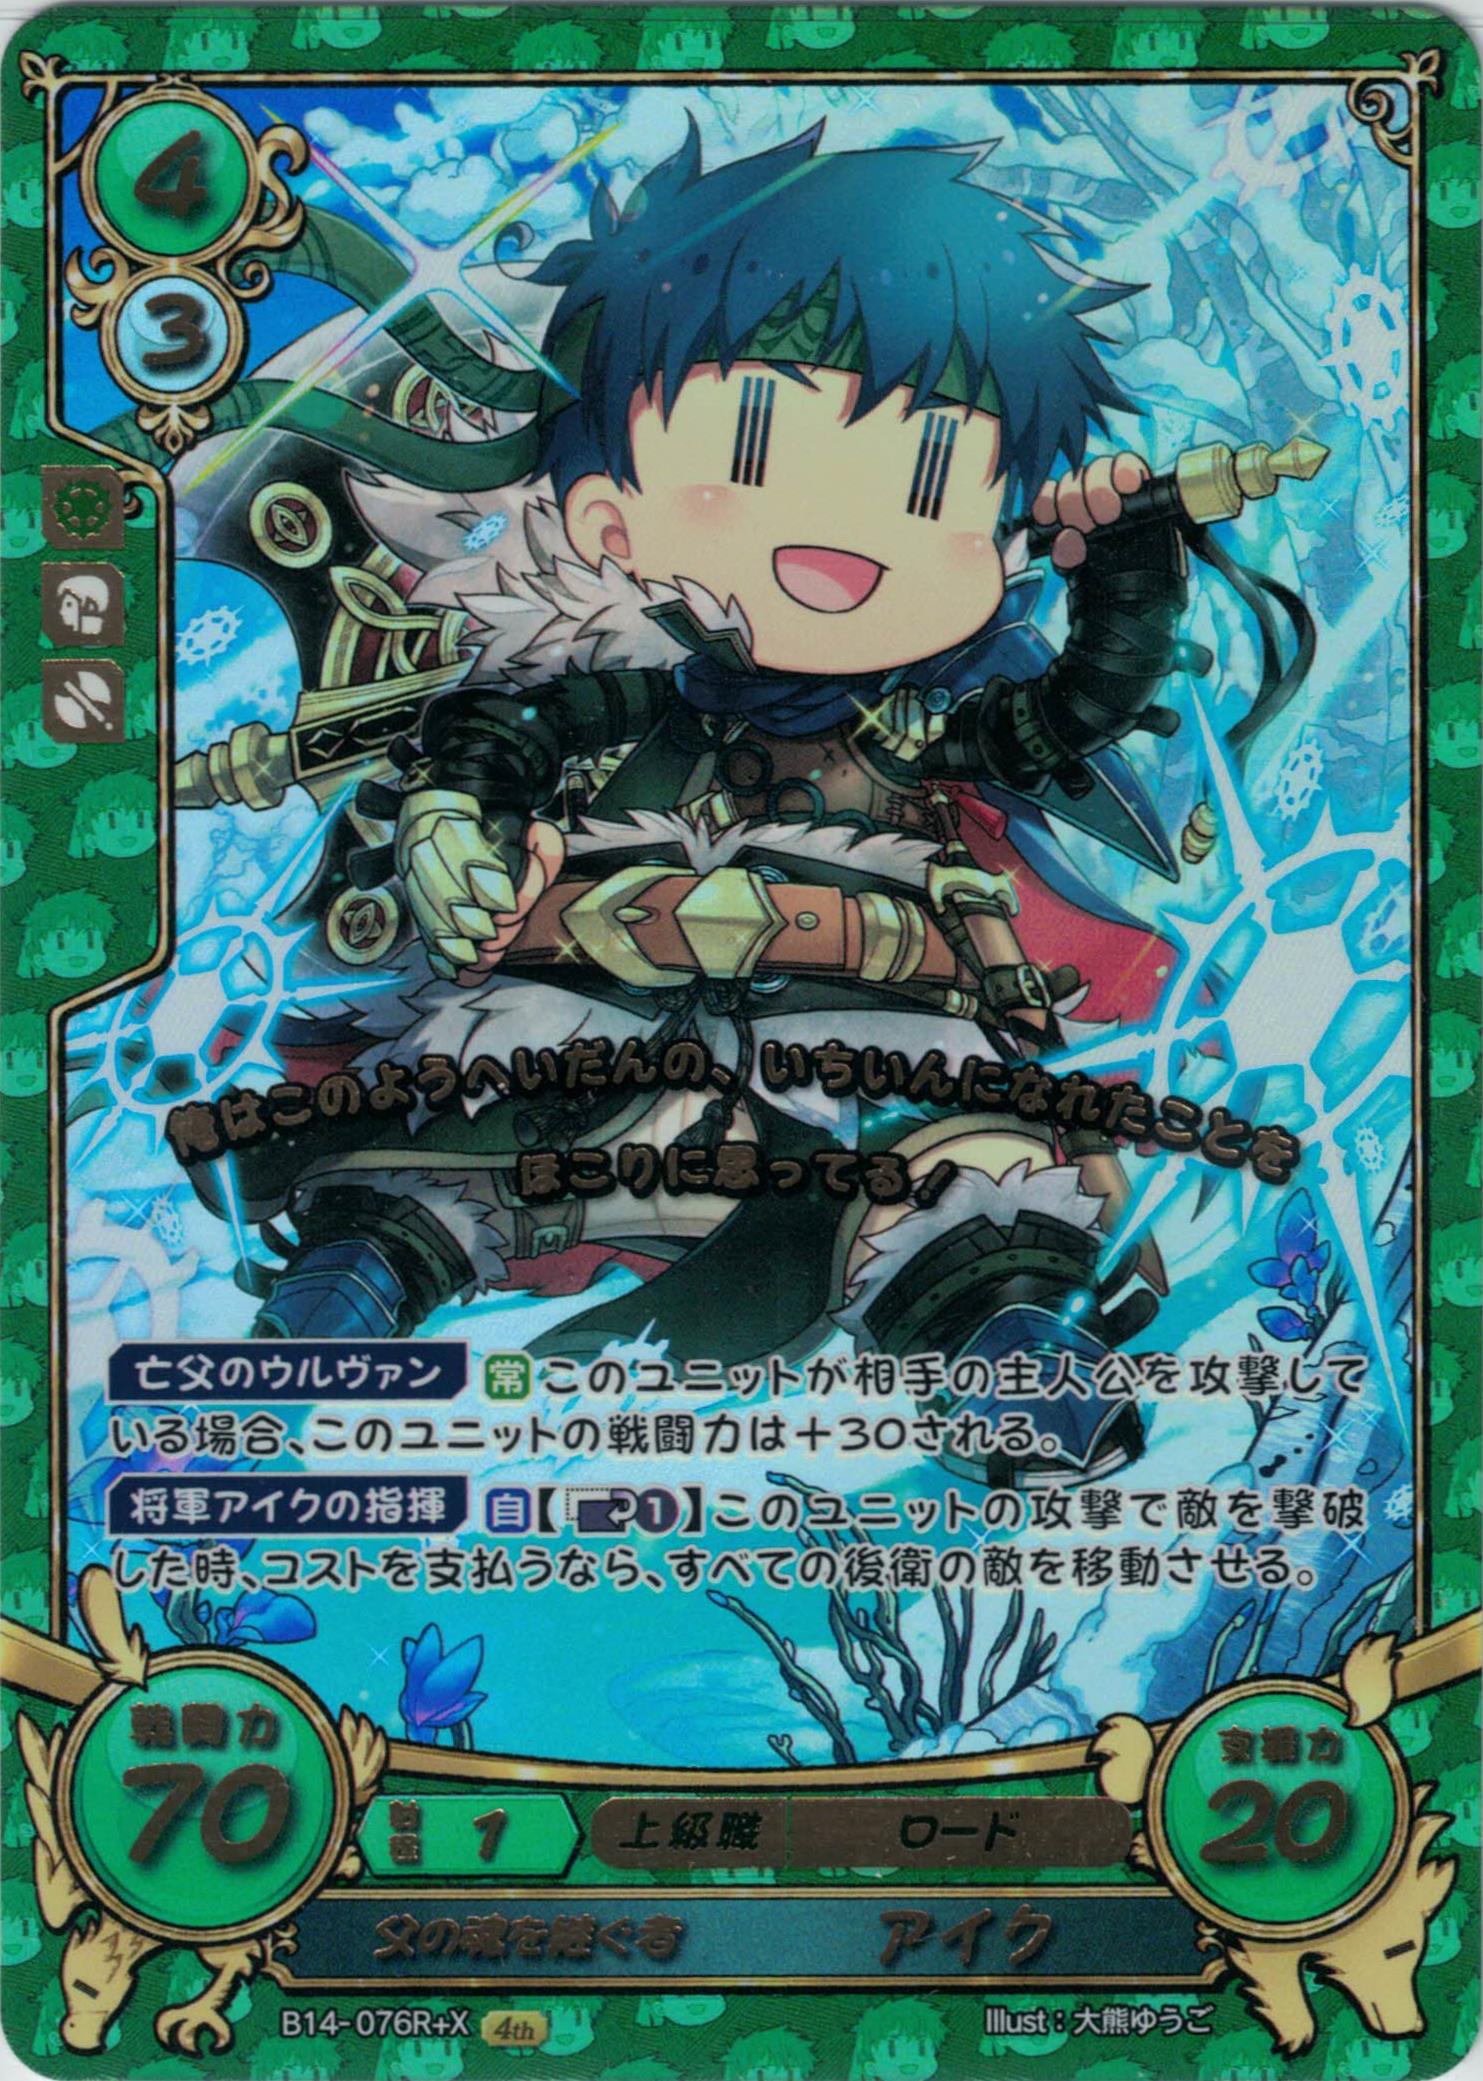 4
3
俺はこのようへいだんの、いちいんになれたことを
ほこりに思ってる!
亡父のウルヴァン 常 このユニットが相手の主人公を攻撃して
いる場合、このユニットの戦闘力は+30される。
将軍アイクの指揮 自【1】このユニットの攻撃で敵を撃破
した時、コストを支払うなら、すべての後衛の敵を移動させる。
戦闘力
70
射程 1
上級職 ロード
支援力
20
父の魂を継ぐ者 アイク
B14-076R+X 4th
Illust:大熊ゆうご